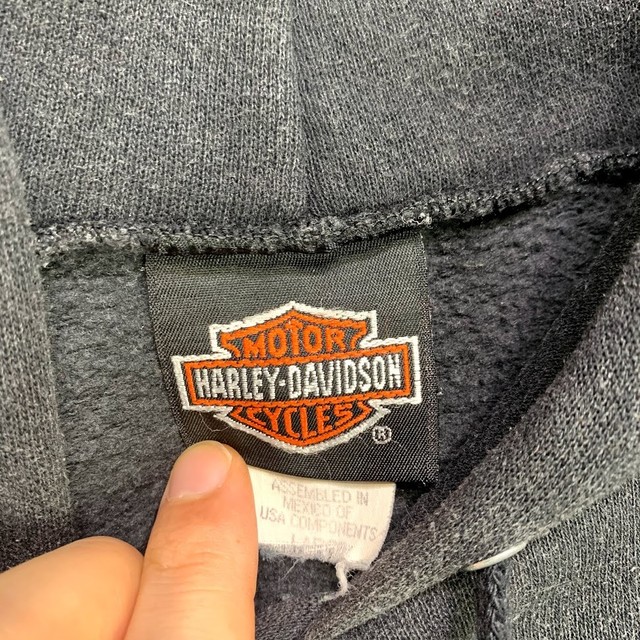 MOTOR
HARLEY-DAVIDSON
CYCLES
®
ASSEMBLED IN
MEXICO OF
USA COMPONENTS